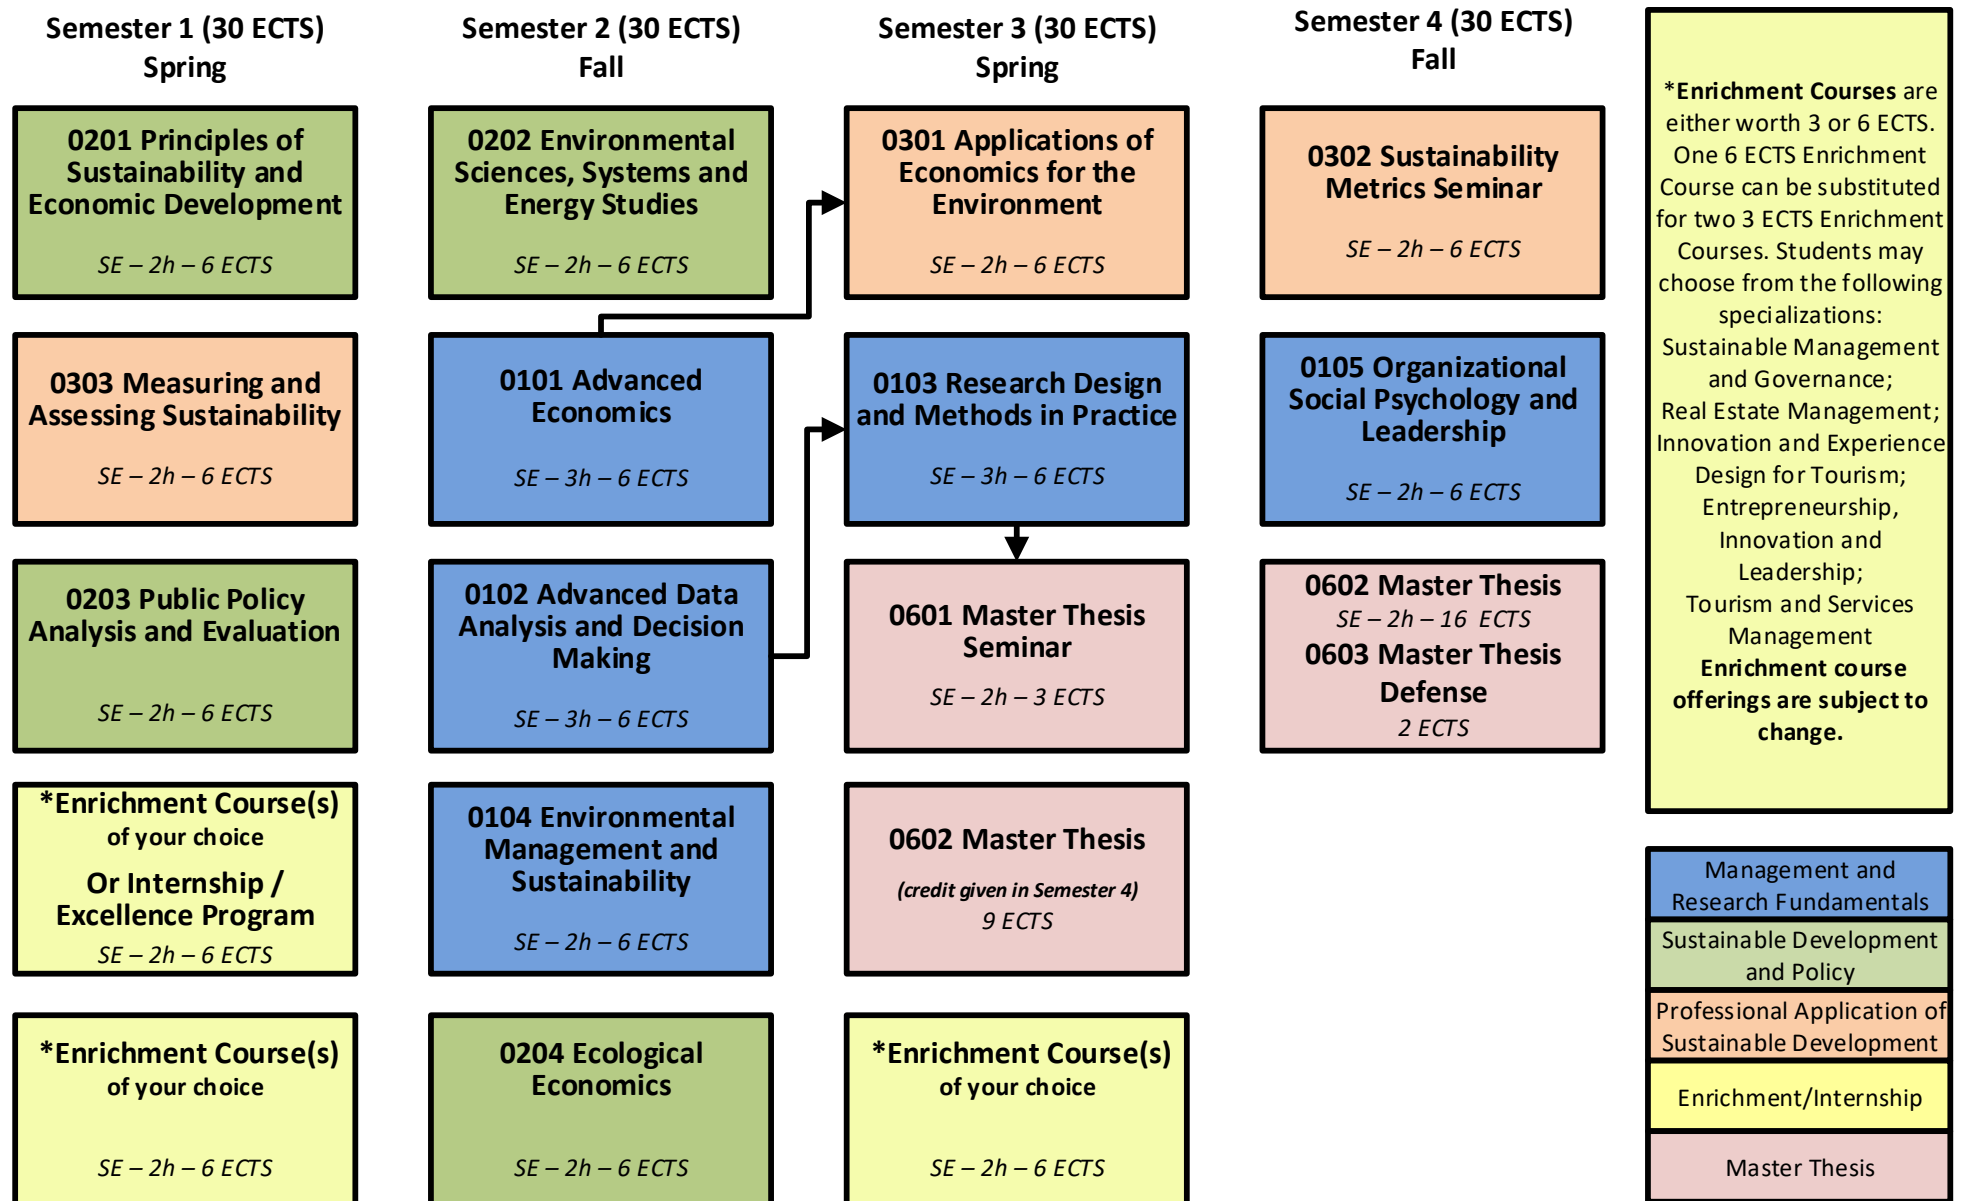 Semester 1 (30 ECTS)
Spring
0201 Principles of
Sustainability and
Economic Development
SE – 2h – 6 ECTS
0303 Measuring and
Assessing Sustainability
SE – 2h – 6 ECTS
0203 Public Policy
Analysis and Evaluation
SE – 2h – 6 ECTS
*Enrichment Course(s)
of your choice
Or Internship /
Excellence Program
SE – 2h – 6 ECTS
*Enrichment Course(s)
of your choice
SE – 2h – 6 ECTS
Semester 2 (30 ECTS)
Fall
0202 Environmental
Sciences, Systems and
Energy Studies
SE – 2h – 6 ECTS
0101 Advanced
Economics
SE – 3h – 6 ECTS
0102 Advanced Data
Analysis and Decision
Making
SE – 3h – 6 ECTS
0104 Environmental
Management and
Sustainability
SE – 2h – 6 ECTS
0204 Ecological
Economics
SE – 2h – 6 ECTS
Semester 3 (30 ECTS)
Spring
0301 Applications of
Economics for the
Environment
SE – 2h – 6 ECTS
0103 Research Design
and Methods in Practice
SE – 3h – 6 ECTS
0601 Master Thesis
Seminar
SE – 2h – 3 ECTS
0602 Master Thesis
(credit given in Semester 4)
9 ECTS
*Enrichment Course(s)
of your choice
SE – 2h – 6 ECTS
Semester 4 (30 ECTS)
Fall
0302 Sustainability
Metrics Seminar
SE – 2h – 6 ECTS
0105 Organizational
Social Psychology and
Leadership
SE – 2h – 6 ECTS
0602 Master Thesis
SE – 2h – 16 ECTS
0603 Master Thesis
Defense
2 ECTS
*Enrichment Courses are
either worth 3 or 6 ECTS.
One 6 ECTS Enrichment
Course can be substituted
for two 3 ECTS Enrichment
Courses. Students may
choose from the following
specializations:
Sustainable Management
and Governance;
Real Estate Management;
Innovation and Experience
Design for Tourism;
Entrepreneurship,
Innovation and
Leadership;
Tourism and Services
Management
Enrichment course
offerings are subject to
change.
Management and
Research Fundamentals
Sustainable Development
and Policy
Professional Application of
Sustainable Development
Enrichment/Internship
Master Thesis